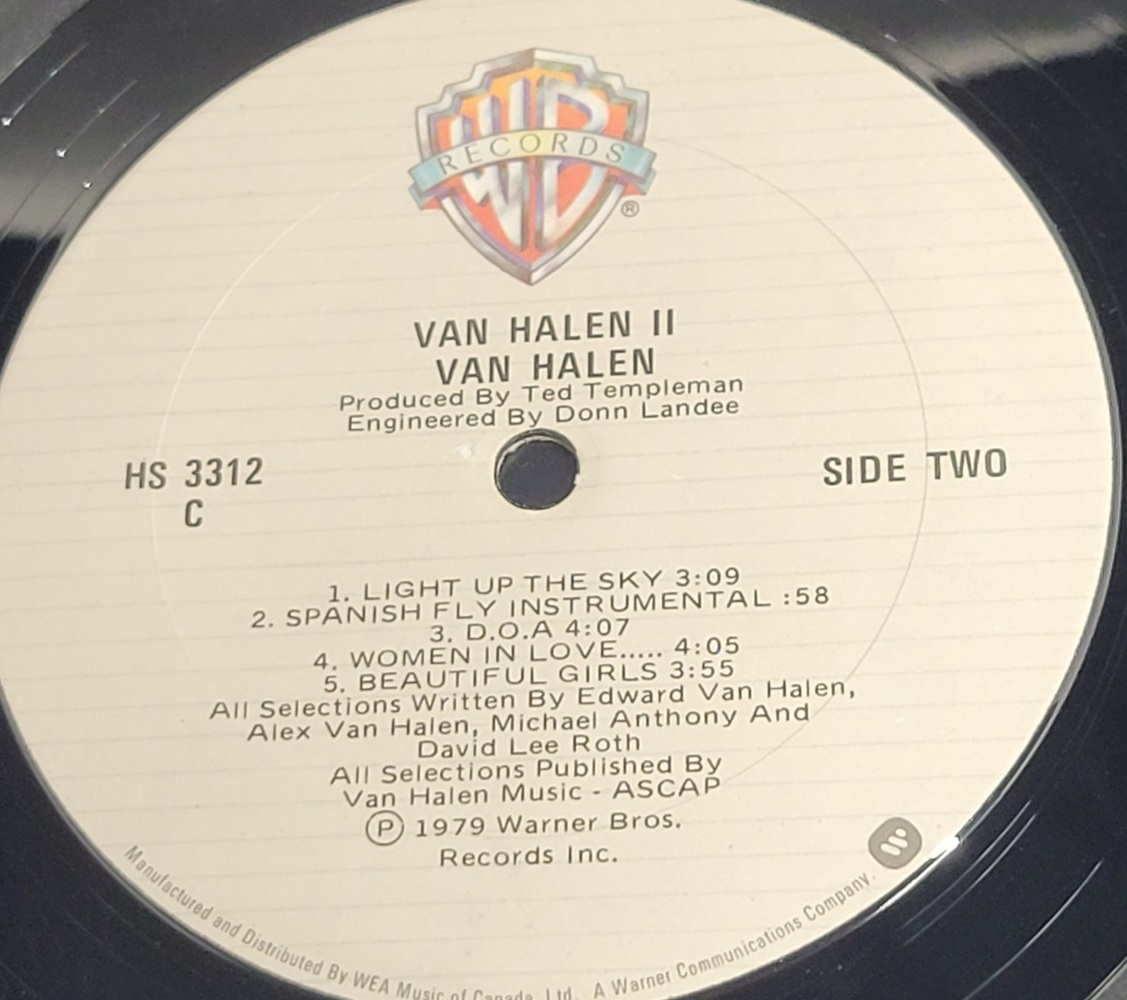 WB
RECORDS
®
VAN HALEN II
VAN HALEN
Produced By Ted Templeman
Engineered By Donn Landee
HS 3312
C
SIDE TWO
1. LIGHT UP THE SKY 3:09
2. SPANISH FLY INSTRUMENTAL :58
3. D.O.A 4:07
4. WOMEN IN LOVE..... 4:05
5. BEAUTIFUL GIRLS 3:55
All Selections Written By Edward Van Halen,
Alex Van Halen, Michael Anthony And
David Lee Roth
All Selections Published By
Van Halen Music - ASCAP
Ⓟ 1979 Warner Bros.
Records Inc.
Manufactured and Distributed By WEA Music of Canada, Ltd. A Warner Communications Company.